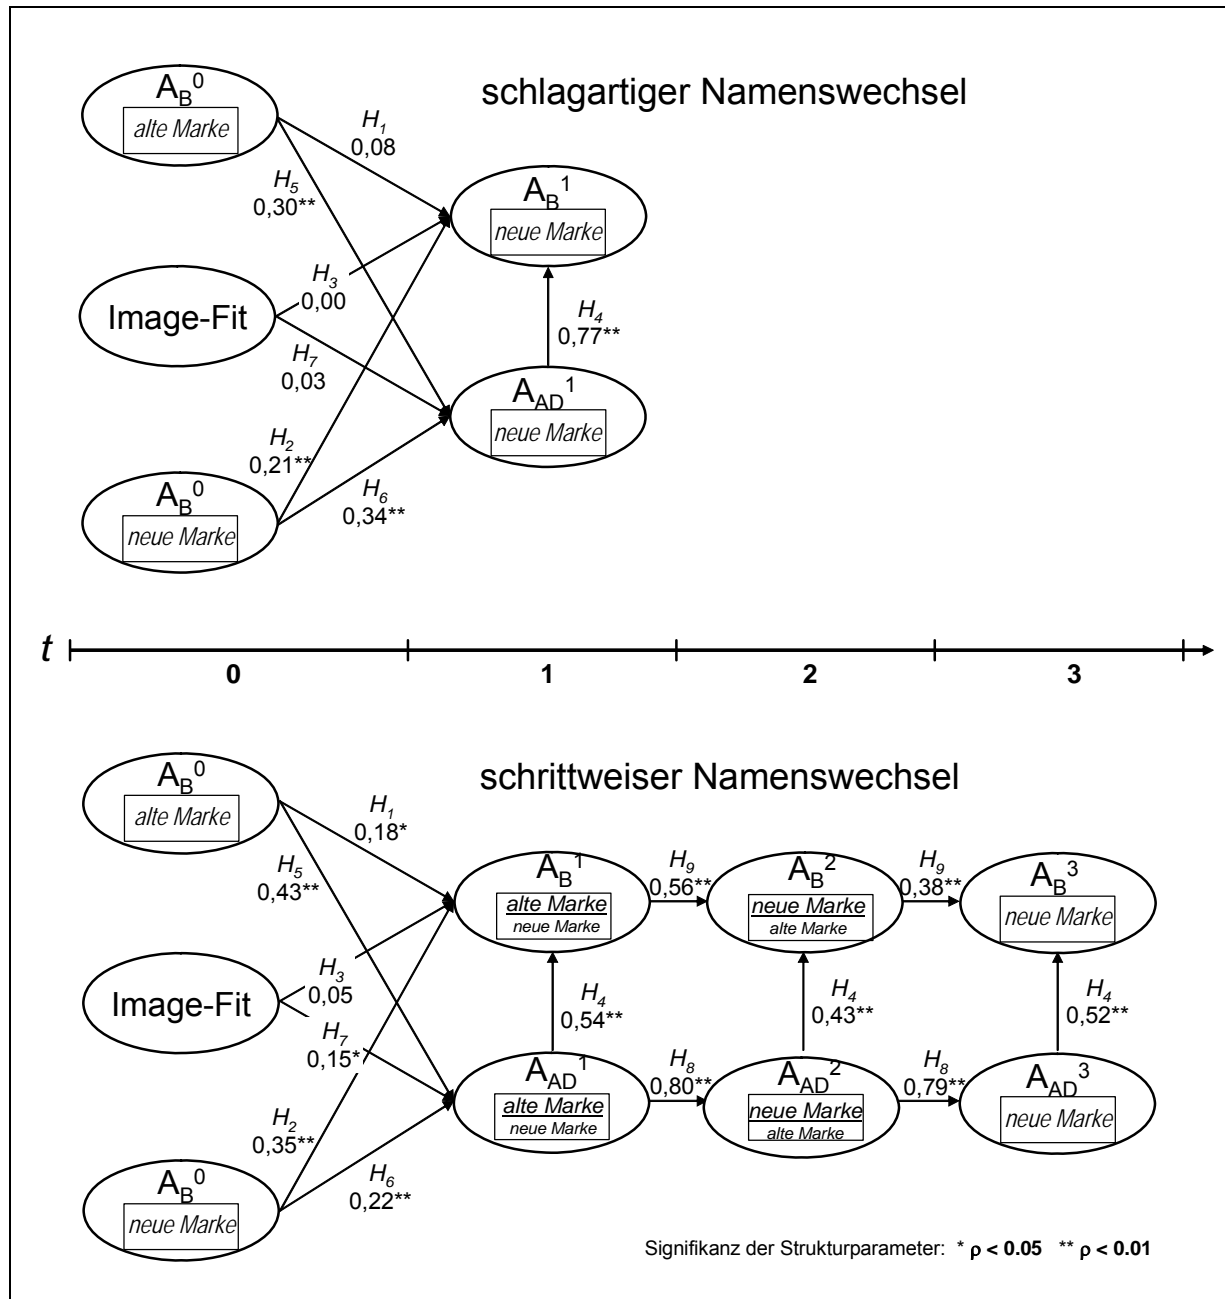 schlagartiger Namenswechsel
A_B^0
alte Marke
H_1
0,08
H_5
0,30**
A_B^1
neue Marke
Image-Fit
H_3
0,00
H_4
0,77**
H_7
0,03
A_AD^1
neue Marke
H_2
0,21**
A_B^0
neue Marke
H_6
0,34**
t
0 1 2 3
schrittweiser Namenswechsel
A_B^0
alte Marke
H_1
0,18*
H_5
0,43**
A_B^1
alte Marke
neue Marke
H_9
0,56**
A_B^2
neue Marke
alte Marke
H_9
0,38**
A_B^3
neue Marke
Image-Fit
H_3
0,05
H_4
0,54**
H_4
0,43**
H_4
0,52**
H_7
0,15*
A_AD^1
alte Marke
neue Marke
H_8
0,80**
A_AD^2
neue Marke
alte Marke
H_8
0,79**
A_AD^3
neue Marke
H_2
0,35**
A_B^0
neue Marke
H_6
0,22**
Signifikanz der Strukturparameter: * ρ < 0.05 ** ρ < 0.01